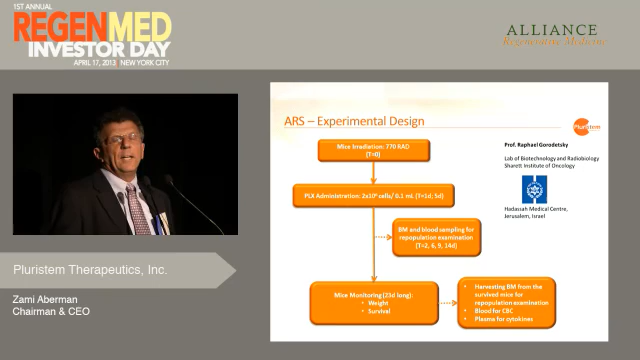 1ST ANNUAL
REGENMED
INVESTOR DAY
APRIL 17, 2013 | NEW YORK CITY
ALLIANCE
Regenerative Medicine
ARS – Experimental Design
Pluristem
Mice Irradiation: 770 RAD
(T=0)
Prof. Raphael Gorodetsky
Lab of Biotechnology and Radiobiology
Sharett Institute of Oncology
PLX Administration: 2x10⁶ cells/ 0.1 mL (T=1d; 5d)
Hadassah Medical Centre,
Jerusalem, Israel
BM and blood sampling for
repopulation examination
(T=2, 6, 9, 14d)
Mice Monitoring (23d long):
• Weight
• Survival
• Harvesting BM from the
survived mice for
repopulation examination
• Blood for CBC
• Plasma for cytokines
Pluristem Therapeutics, Inc.
Zami Aberman
Chairman & CEO